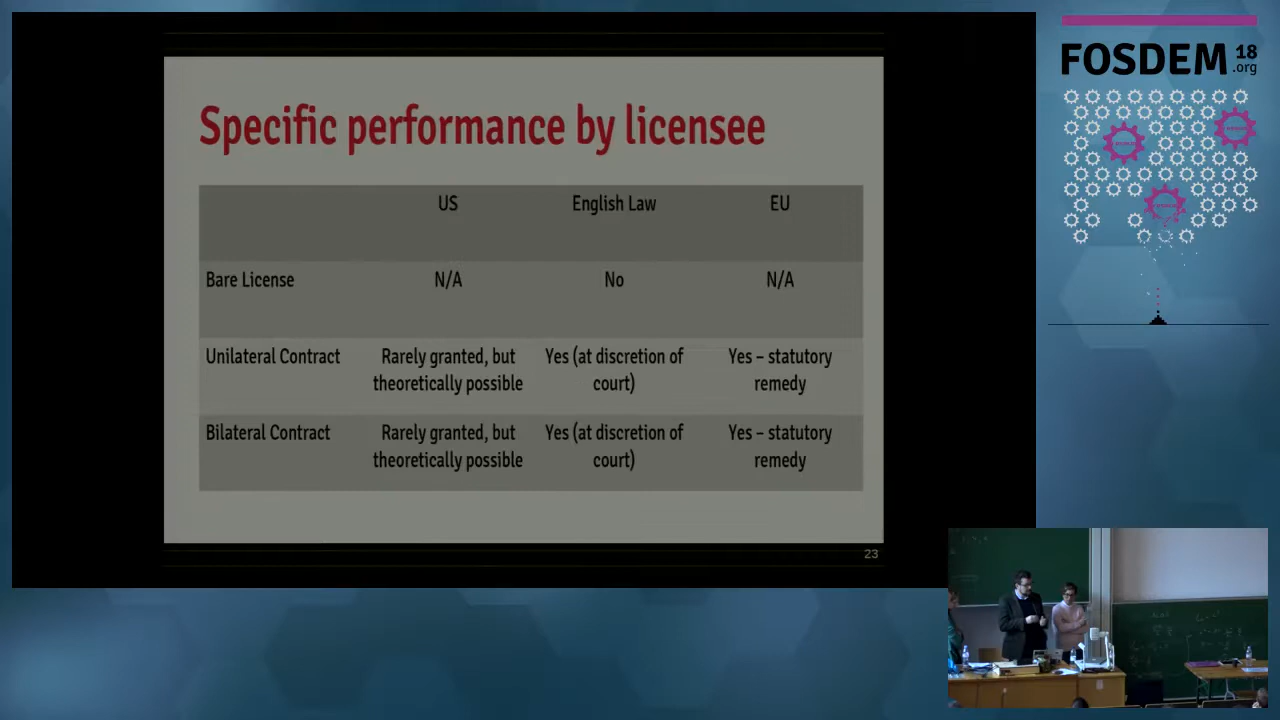 Specific performance by licensee
US English Law EU
Bare License N/A No N/A
Unilateral Contract Rarely granted, but Yes (at discretion of Yes – statutory
theoretically possible court) remedy
Bilateral Contract Rarely granted, but Yes (at discretion of Yes – statutory
theoretically possible court) remedy
23
FOSDEM 18
.org